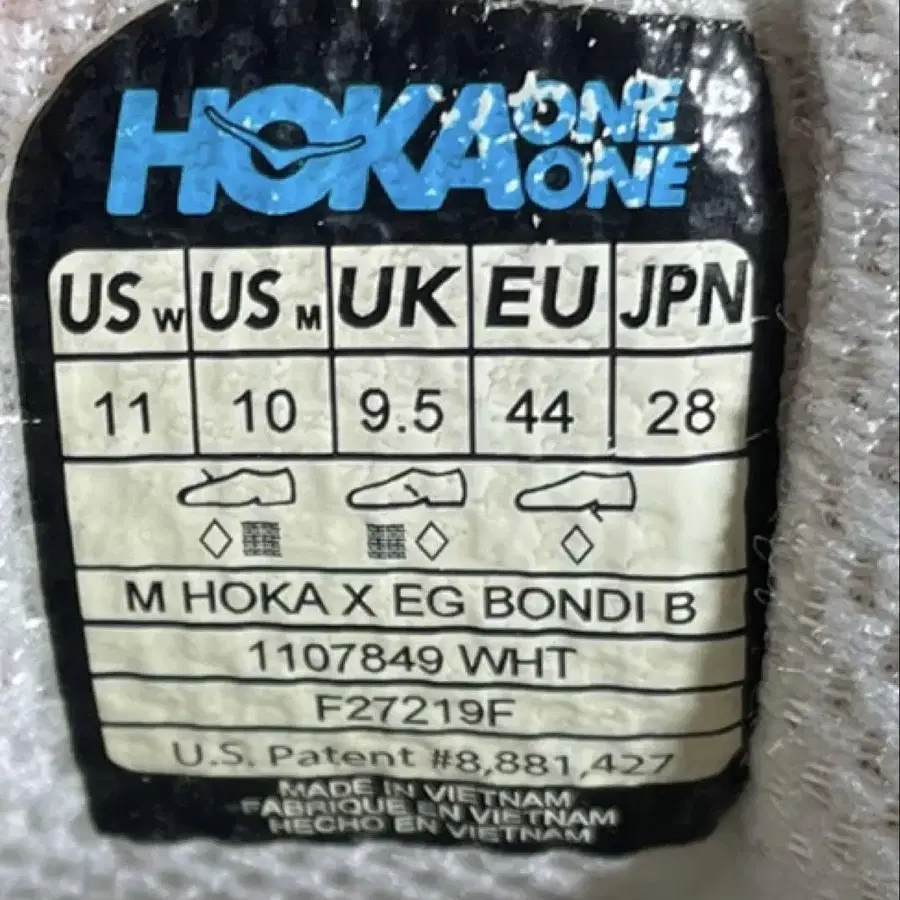 HOKA ONE ONE
US W US M UK EU JPN
11 10 9.5 44 28
M HOKA X EG BONDI B
1107849 WHT
F27219F
U.S. Patent #8,881,427
MADE IN VIETNAM
FABRIQUE EN VIETNAM
HECHO EN VIETNAM